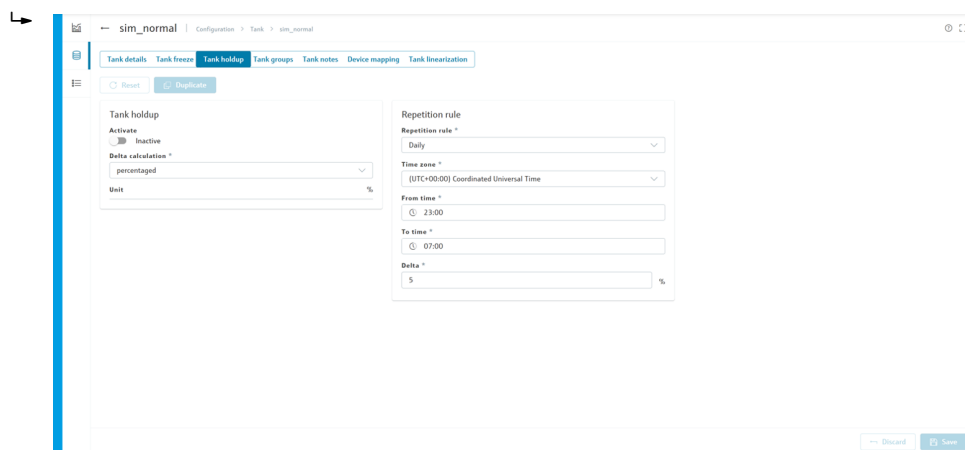 ← sim_normal | Configuration > Tank > sim_normal
Tank details Tank freeze Tank holdup Tank groups Tank notes Device mapping Tank linearization
Reset Duplicate
Tank holdup
Activate
Inactive
Delta calculation *
percentaged
Unit %
Repetition rule
Repetition rule *
Daily
Time zone *
(UTC+00:00) Coordinated Universal Time
From time *
23:00
To time *
07:00
Delta *
5 %
← Discard Save